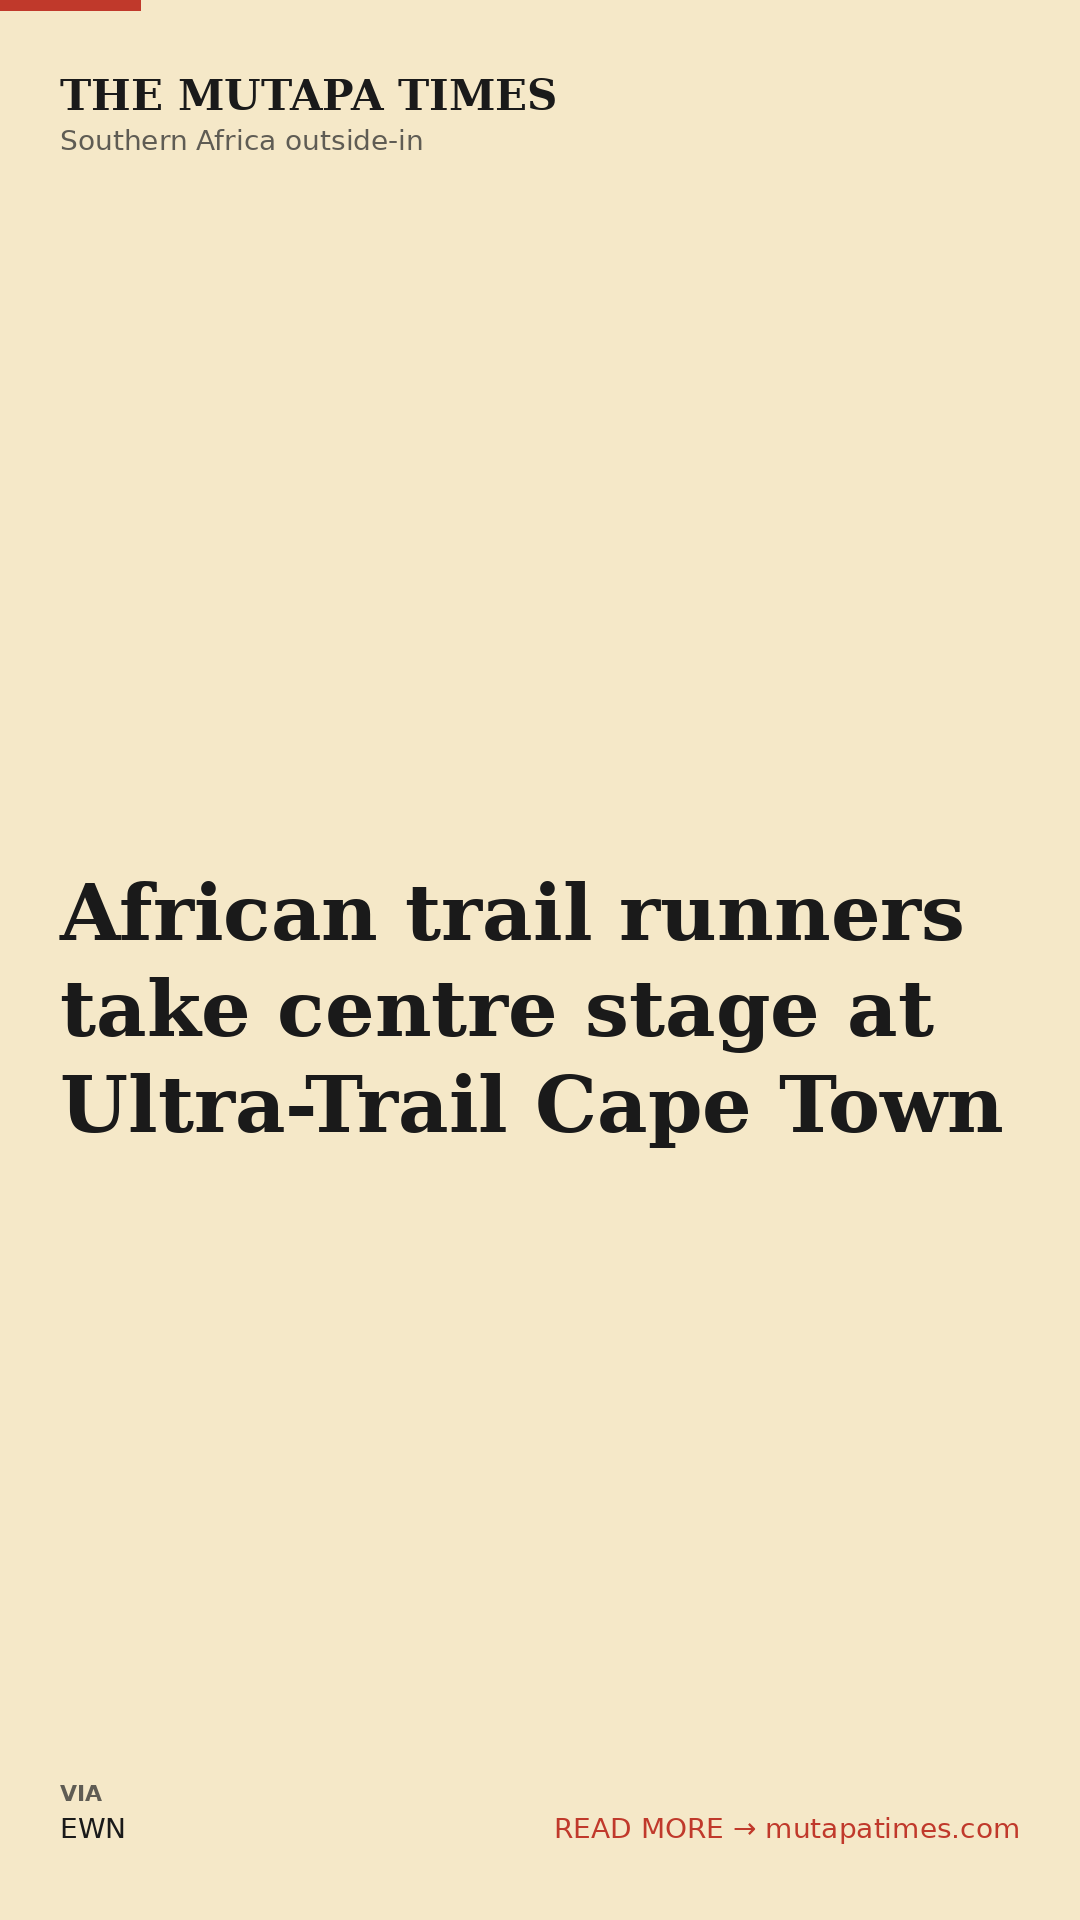 THE MUTAPA TIMES
Southern Africa outside-in
African trail runners
take centre stage at
Ultra-Trail Cape Town
VIA
EWN
READ MORE → mutapatimes.com